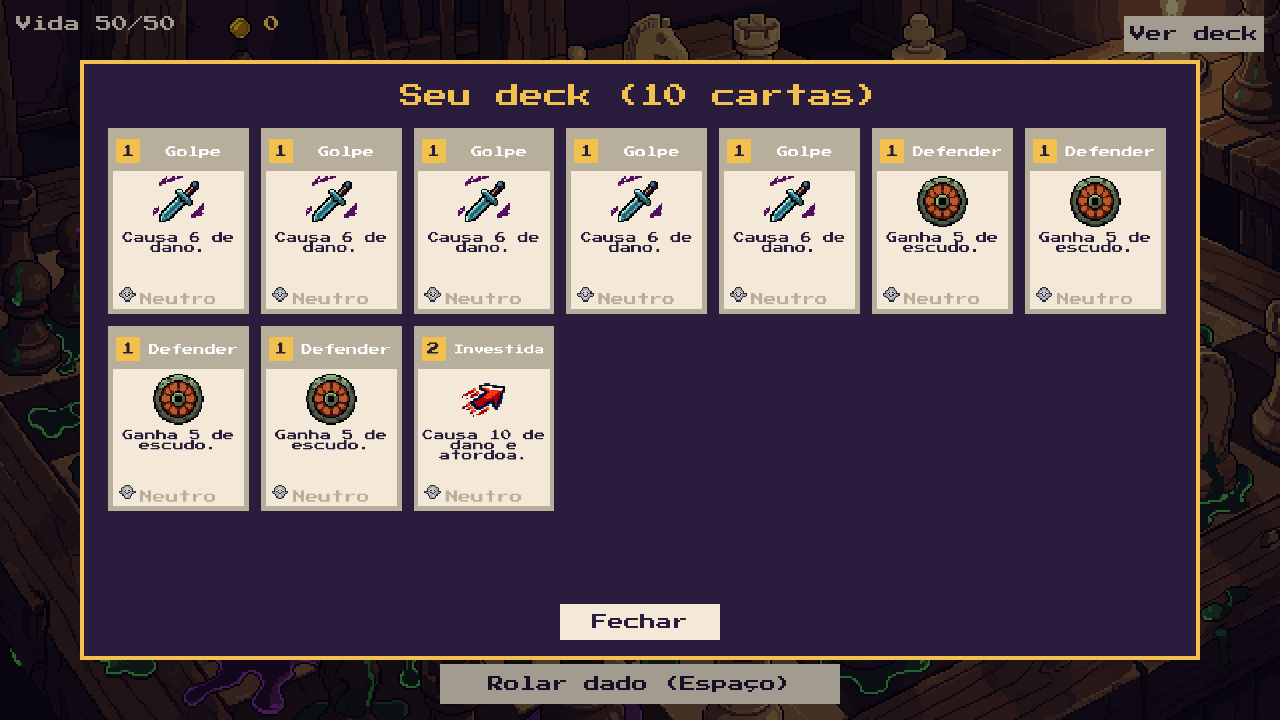 Vida 50/50
0
Ver deck
Seu deck (10 cartas)
1 Golpe
Causa 6 de
dano.
Neutro
1 Golpe
Causa 6 de
dano.
Neutro
1 Golpe
Causa 6 de
dano.
Neutro
1 Golpe
Causa 6 de
dano.
Neutro
1 Golpe
Causa 6 de
dano.
Neutro
1 Defender
Ganha 5 de
escudo.
Neutro
1 Defender
Ganha 5 de
escudo.
Neutro
1 Defender
Ganha 5 de
escudo.
Neutro
1 Defender
Ganha 5 de
escudo.
Neutro
2 Investida
Causa 10 de
dano e
atordoa.
Neutro
Fechar
Rolar dado (Espaço)